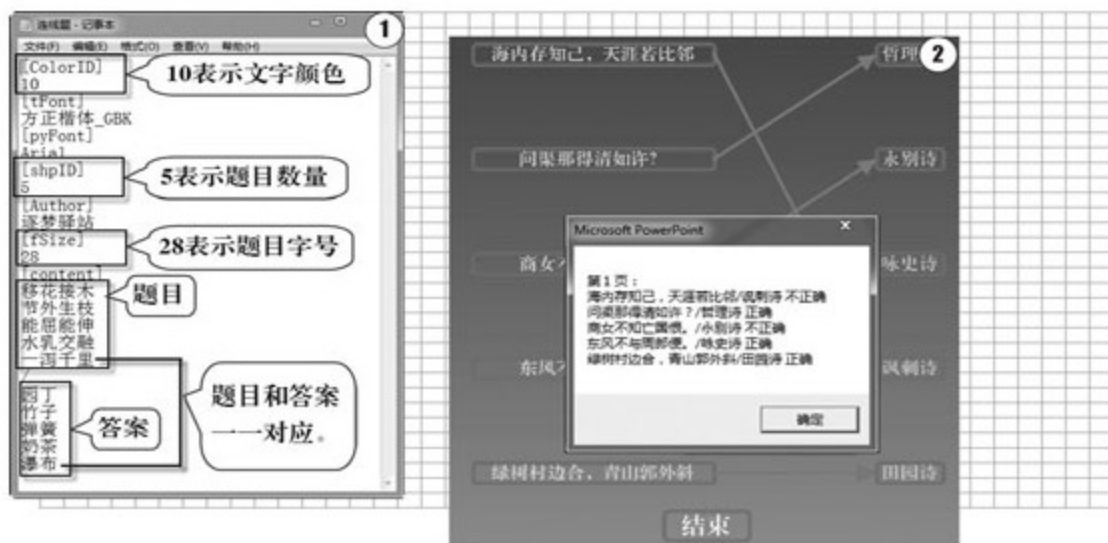 连线题 - 记事本
1
文件(F) 编辑(E) 格式(O) 查看(V) 帮助(H)
[ColorID]
10
10表示文字颜色
[tFont]
方正楷体_GBK
[pyFont]
Arial
[shpID]
5
5表示题目数量
[Author]
逐梦驿站
[fSize]
28
28表示题目字号
[content]
移花接木
节外生枝
能屈能伸
水乳交融
一泻千里
题目
/
园丁
竹子
弹簧
奶茶
瀑布
答案
题目和答案
一一对应。
2
海内存知己，天涯若比邻
哲理
问渠那得清如许？
永别诗
商女不
咏史诗
东风不
讽刺诗
绿树村边合，青山郭外斜
田园诗
结束
Microsoft PowerPoint
x
第 1 页：
海内存知己，天涯若比邻/讽刺诗 不正确
问渠那得清如许？/哲理诗 正确
商女不知亡国恨。/永别诗 不正确
东风不与周郎便。/咏史诗 正确
绿树村边合，青山郭外斜/田园诗 正确
确定